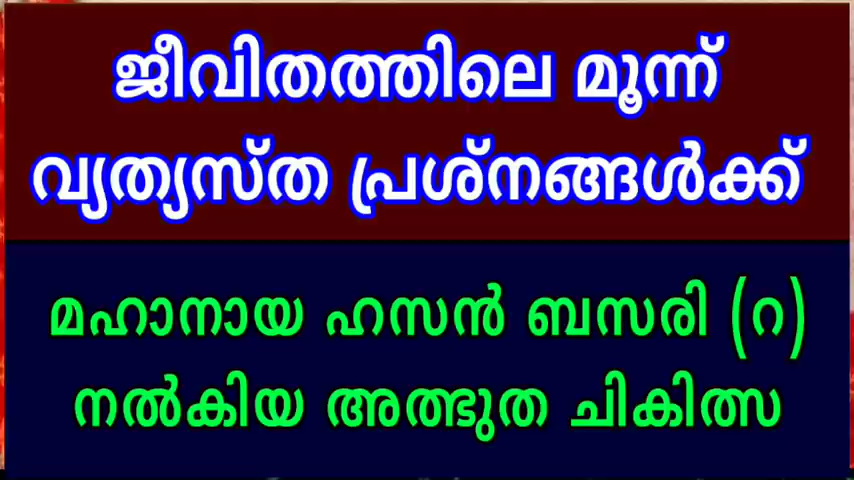 ജീവിതത്തിലെ മൂന്ന്
വ്യത്യസ്ത പ്രശ്നങ്ങൾക്ക്
മഹാനായ ഹസൻ ബസരി (റ)
നൽകിയ അത്ഭുത ചികിത്സ